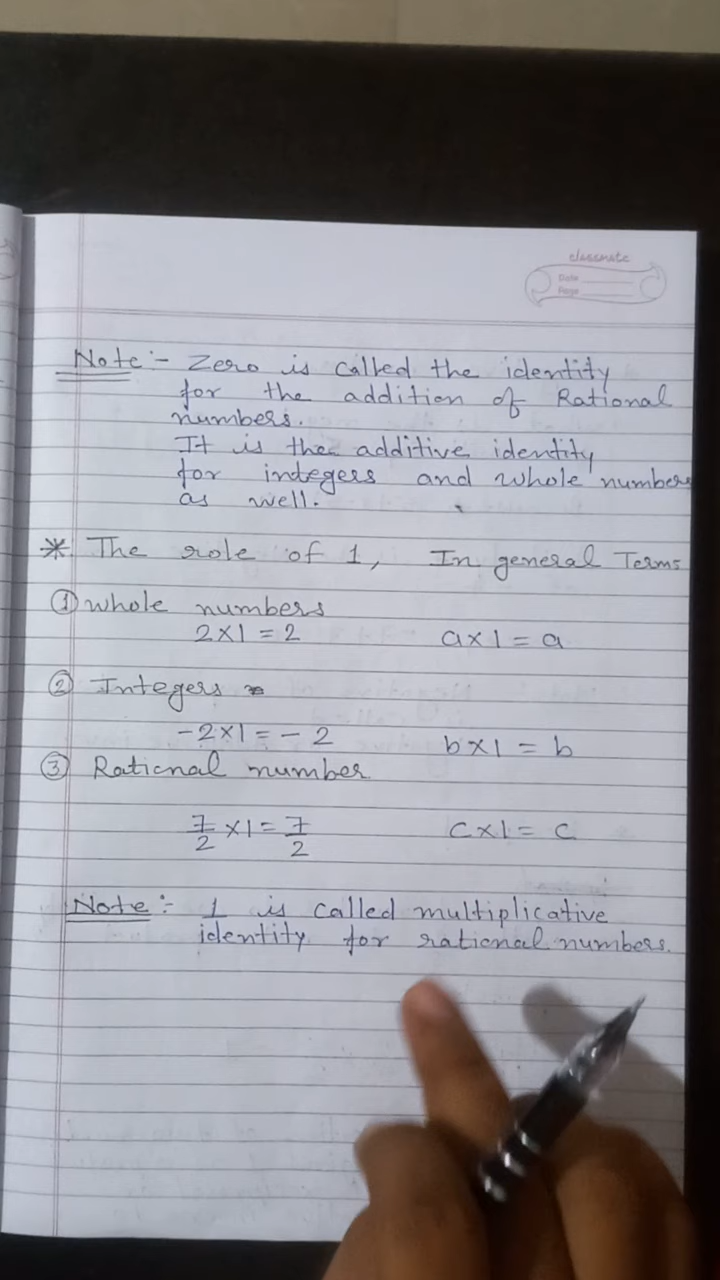 classmate
Date
Page
Note :- Zero is called the identity
for the addition of Rational
numbers.
It is the additive identity
for integers and whole numbers
as well.
* The role of 1, In general Terms
① Whole numbers
2×1 = 2 a×1 = a
② Integers
-2×1 = -2 b×1 = b
③ Rational number
7/2 ×1 = 7/2 c×1 = c
Note :- 1 is called multiplicative
identity for rational numbers.